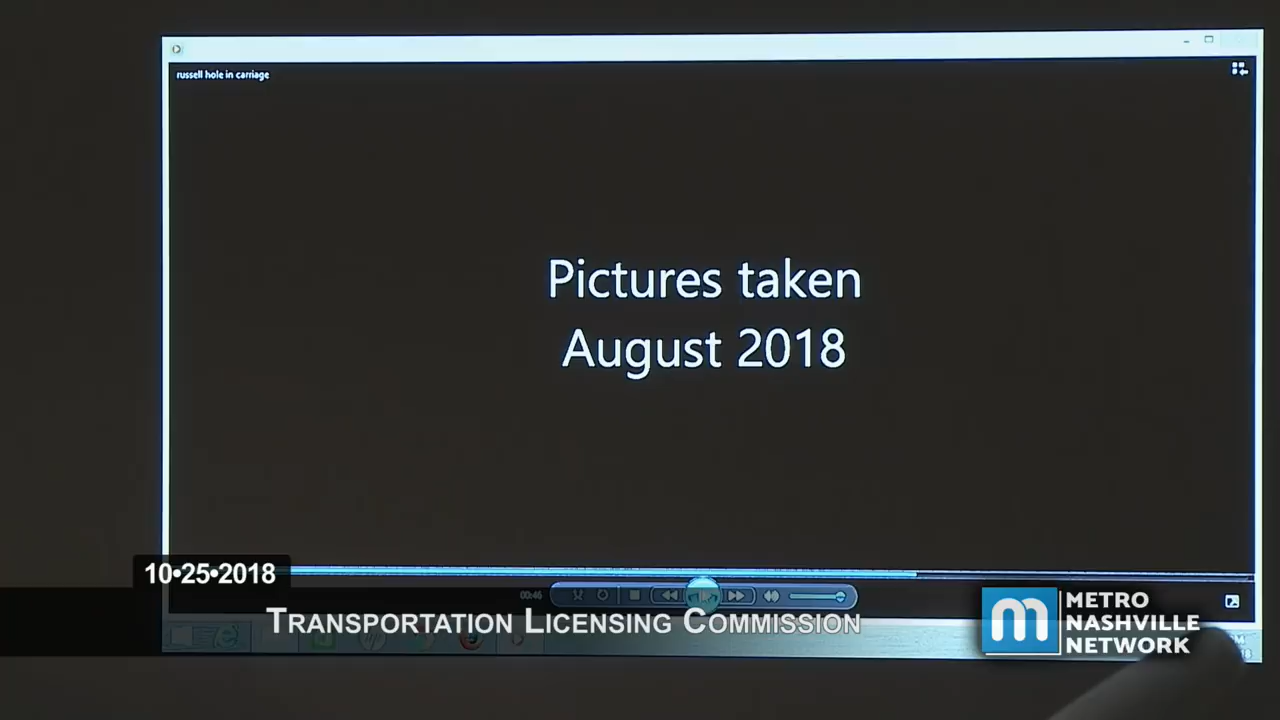 russell hole in carriage
Pictures taken
August 2018
10•25•2018
00:46
TRANSPORTATION LICENSING COMMISSION
METRO
NASHVILLE
NETWORK